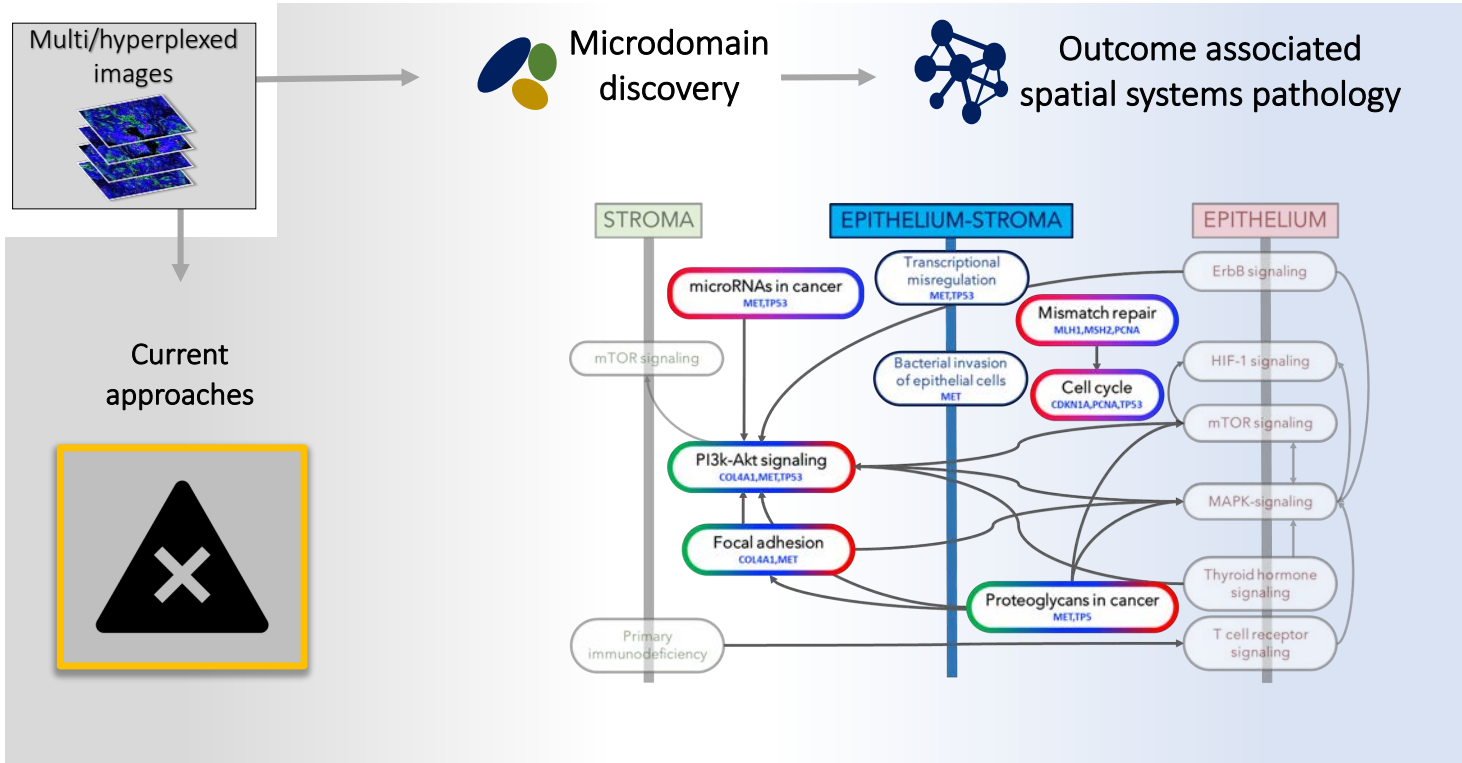 Multi/hyperplexed
images
Microdomain
discovery
Outcome associated
spatial systems pathology
Current
approaches
STROMA
EPITHELIUM-STROMA
EPITHELIUM
Transcriptional
misregulation
MET,TP53
ErbB signaling
microRNAs in cancer
MET,TP53
Mismatch repair
MLH1,MSH2,PCNA
mTOR signaling
Bacterial invasion
of epithelial cells
MET
HIF-1 signaling
Cell cycle
CDKN1A,PCNA,TP53
mTOR signaling
PI3k-Akt signaling
COL4A1,MET,TP53
MAPK-signaling
Focal adhesion
COL4A1,MET
Thyroid hormone
signaling
Proteoglycans in cancer
MET,TP5
Primary
immunodeficiency
T cell receptor
signaling